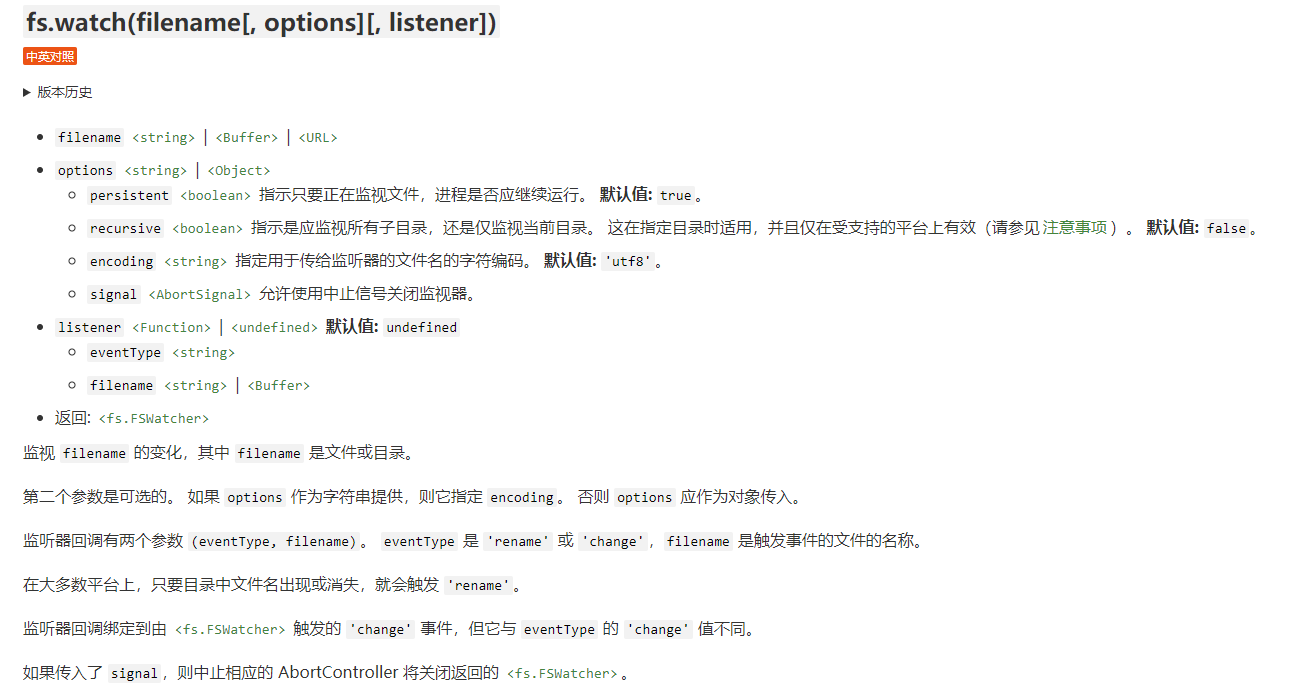 fs.watch(filename[, options][, listener])
中英对照
▶ 版本历史
filename <string> | <Buffer> | <URL>
options <string> | <Object>
persistent <boolean> 指示只要正在监视文件，进程是否应继续运行。 默认值: true。
recursive <boolean> 指示是应监视所有子目录，还是仅监视当前目录。 这在指定目录时适用，并且仅在受支持的平台上有效（请参见注意事项）。 默认值: false。
encoding <string> 指定用于传给监听器的文件名的字符编码。 默认值: 'utf8'。
signal <AbortSignal> 允许使用中止信号关闭监视器。
listener <Function> | <undefined> 默认值: undefined
eventType <string>
filename <string> | <Buffer>
返回: <fs.FSWatcher>
监视 filename 的变化，其中 filename 是文件或目录。
第二个参数是可选的。 如果 options 作为字符串提供，则它指定 encoding。 否则 options 应作为对象传入。
监听器回调有两个参数 (eventType, filename)。 eventType 是 'rename' 或 'change'，filename 是触发事件的文件的名称。
在大多数平台上，只要目录中文件名出现或消失，就会触发 'rename'。
监听器回调绑定到由 <fs.FSWatcher> 触发的 'change' 事件，但它与 eventType 的 'change' 值不同。
如果传入了 signal，则中止相应的 AbortController 将关闭返回的 <fs.FSWatcher>。